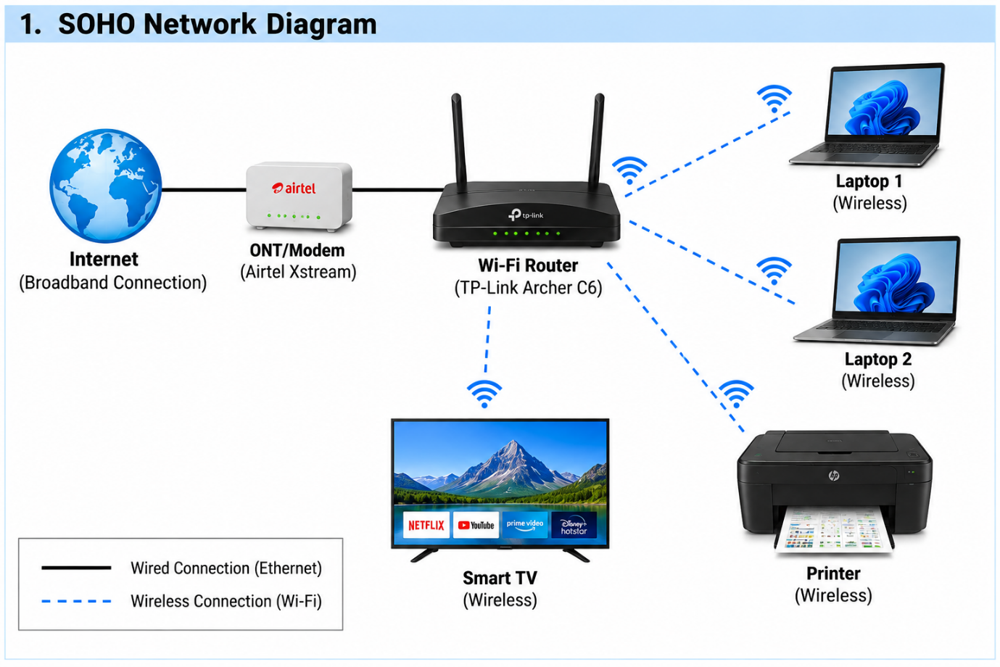 1. SOHO Network Diagram
airtel
tp-link
hp
Internet
(Broadband Connection)
ONT/Modem
(Airtel Xstream)
Wi-Fi Router
(TP-Link Archer C6)
Laptop 1
(Wireless)
Laptop 2
(Wireless)
NETFLIX
YouTube
prime video
Disney+
hotstar
Smart TV
(Wireless)
Printer
(Wireless)
Wired Connection (Ethernet)
Wireless Connection (Wi-Fi)